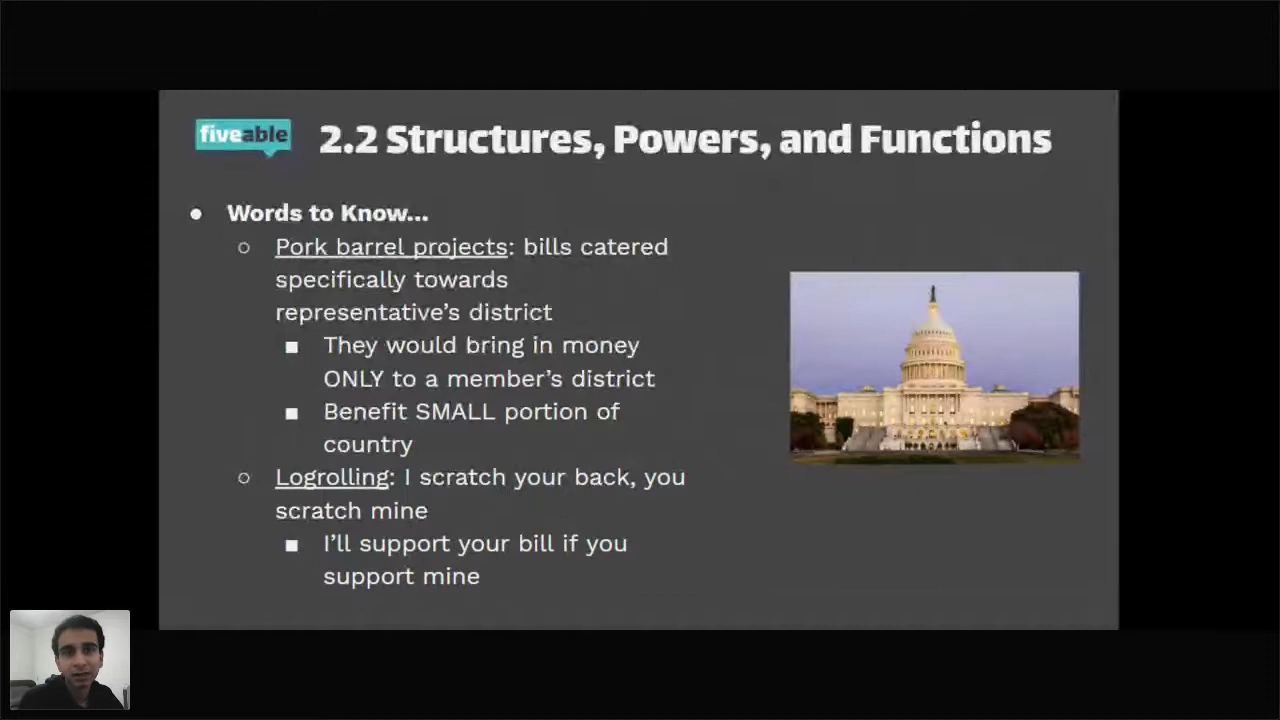 fiveable
2.2 Structures, Powers, and Functions
● Words to Know...
○ Pork barrel projects: bills catered
specifically towards
representative's district
■ They would bring in money
ONLY to a member's district
■ Benefit SMALL portion of
country
○ Logrolling: I scratch your back, you
scratch mine
■ I'll support your bill if you
support mine